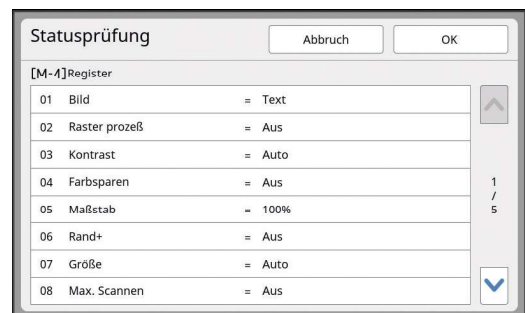 Statusprüfung
Abbruch
OK
[M-1]Register
01 Bild = Text
02 Raster prozeß = Aus
03 Kontrast = Auto
04 Farbsparen = Aus
05 Maßstab = 100%
06 Rand+ = Aus
07 Größe = Auto
08 Max. Scannen = Aus
1
/
5